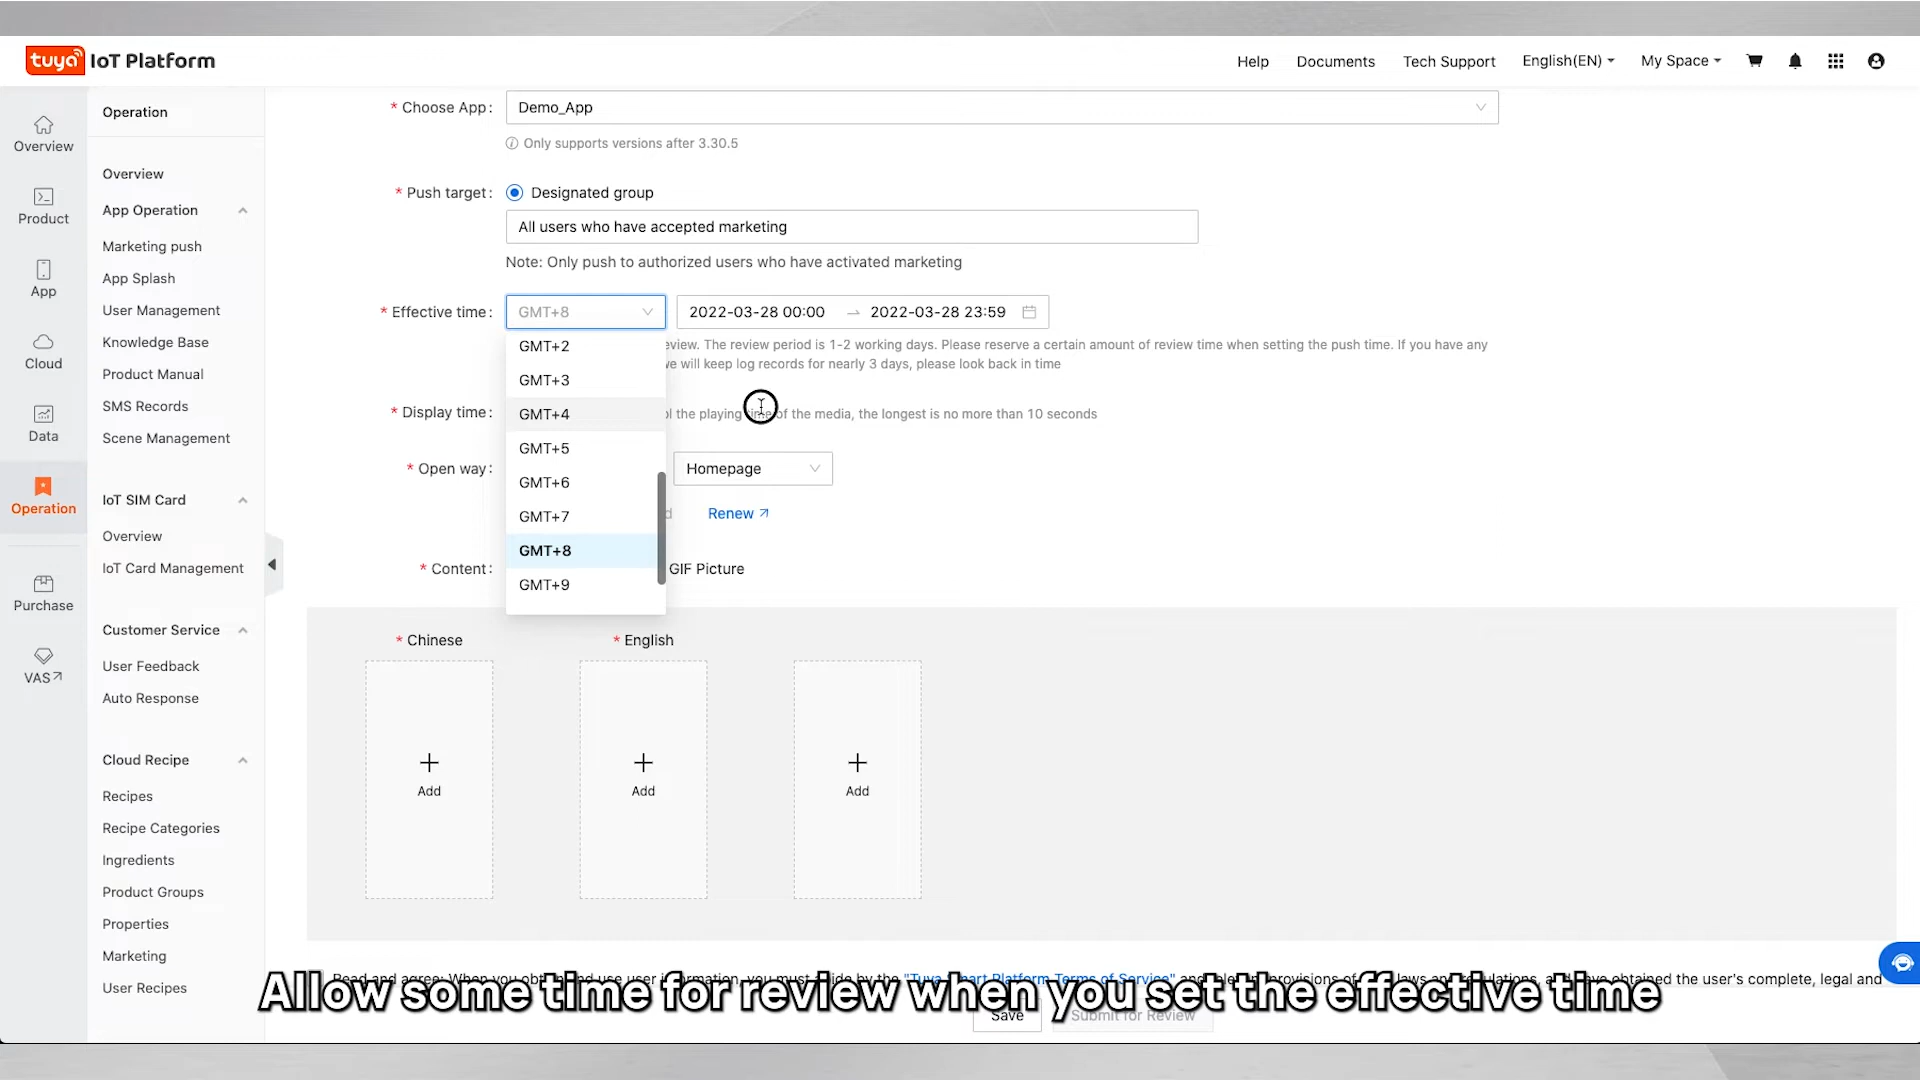 tuya IoT Platform
Help Documents Tech Support English(EN) My Space
Overview
Product
App
Cloud
Data
Operation
Purchase
VAS
Operation
Overview
App Operation
Marketing push
App Splash
User Management
Knowledge Base
Product Manual
SMS Records
Scene Management
IoT SIM Card
Overview
IoT Card Management
Customer Service
User Feedback
Auto Response
Cloud Recipe
Recipes
Recipe Categories
Ingredients
Product Groups
Properties
Marketing
User Recipes
* Choose App: Demo_App
Only supports versions after 3.30.5
* Push target: Designated group
All users who have accepted marketing
Note: Only push to authorized users who have activated marketing
* Effective time: GMT+8 2022-03-28 00:00 → 2022-03-28 23:59
The review period is 1-2 working days. Please reserve a certain amount of review time when setting the push time. If you have any
we will keep log records for nearly 3 days, please look back in time
GMT+2
GMT+3
GMT+4
GMT+5
GMT+6
GMT+7
GMT+8
GMT+9
* Display time: the playing time of the media, the longest is no more than 10 seconds
* Open way: Homepage
Renew
* Content: GIF Picture
* Chinese * English
Add Add Add
Read and agree: When you obtain and use user information, you must abide by the "Tuya Smart Platform Terms of Service" and relevant provisions of laws and regulations, and have obtained the user's complete, legal and
Save Submit for Review
Allow some time for review when you set the effective time